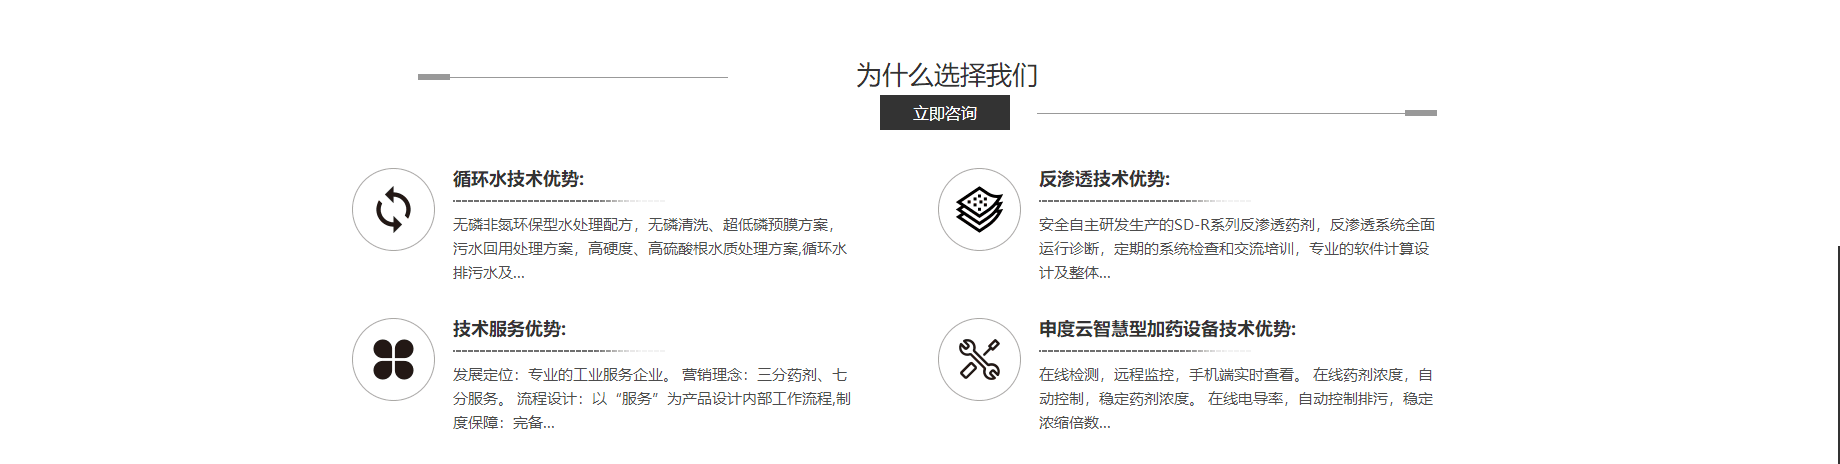 为什么选择我们
立即咨询
循环水技术优势:
无磷非氮环保型水处理配方，无磷清洗、超低磷预膜方案，
污水回用处理方案，高硬度、高硫酸根水质处理方案,循环水
排污水及...
反渗透技术优势:
安全自主研发生产的SD-R系列反渗透药剂，反渗透系统全面
运行诊断，定期的系统检查和交流培训，专业的软件计算设
计及整体...
技术服务优势:
发展定位：专业的工业服务企业。 营销理念：三分药剂、七
分服务。 流程设计：以“服务”为产品设计内部工作流程,制
度保障：完备...
申度云智慧型加药设备技术优势:
在线检测，远程监控，手机端实时查看。 在线药剂浓度，自
动控制，稳定药剂浓度。 在线电导率，自动控制排污，稳定
浓缩倍数...